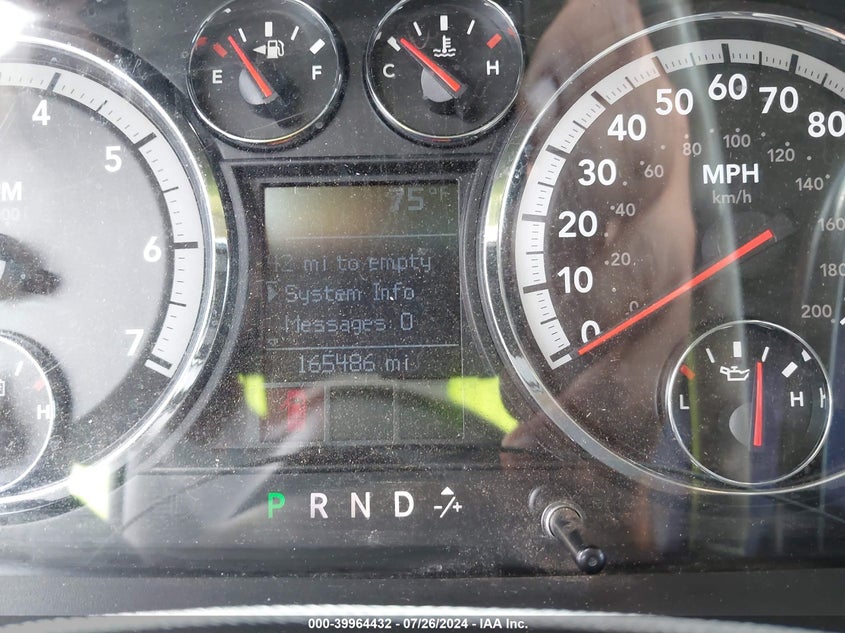 E F
C H
4
5
6
7
H
75 °F
mi to empty
System Info
Messages: 0
165486 mi
P R N D -/+
0 10 20 30 40 50 60 70 80
MPH
km/h
0 20 40 60 80 100 120 140 160 180 200
L H
000-39964432 - 07/26/2024 - IAA Inc.